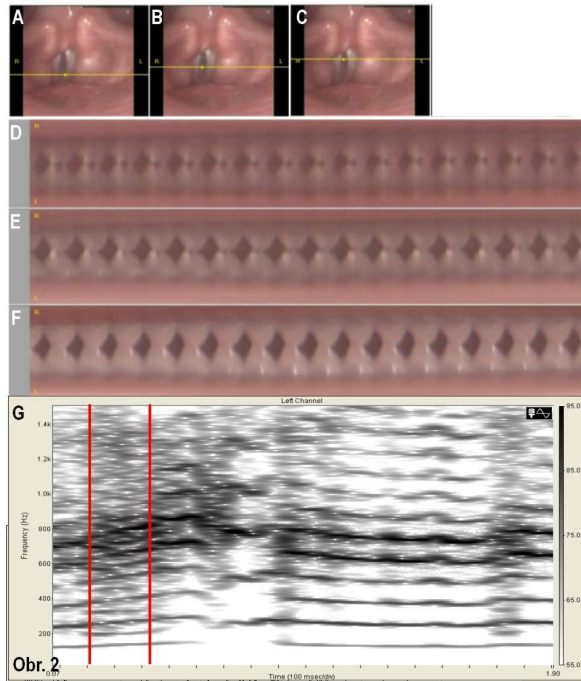 A
B
C
R
L
R
L
L
D
R
L
E
R
L
F
R
L
G
Left Channel
1.4k
1.2k
1.0k
800
600
400
200
Frequency (Hz)
95.0
85.0
75.0
65.0
55.0
0.07
Time (100 msec/div)
1.90
Obr. 2